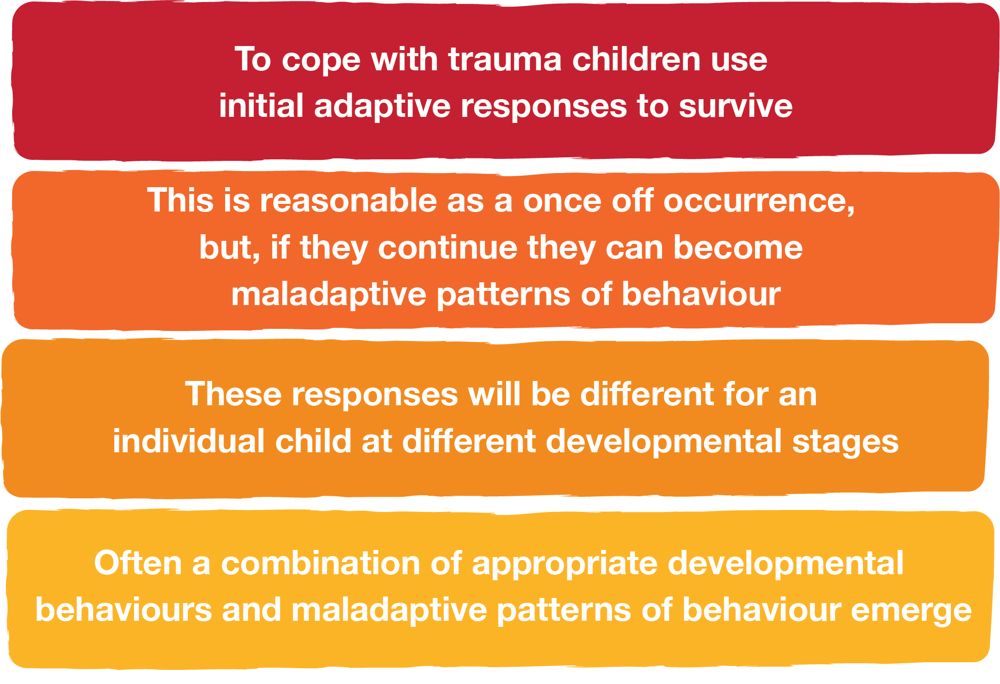 To cope with trauma children use
initial adaptive responses to survive
This is reasonable as a once off occurrence,
but, if they continue they can become
maladaptive patterns of behaviour
These responses will be different for an
individual child at different developmental stages
Often a combination of appropriate developmental
behaviours and maladaptive patterns of behaviour emerge